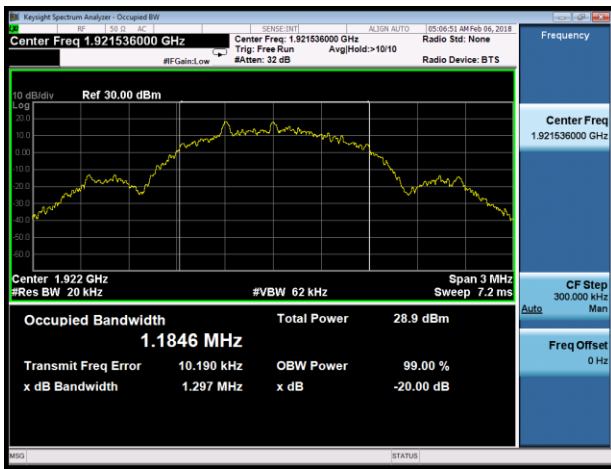 Keysight Spectrum Analyzer - Occupied BW
RF 50 Ω AC SENSE:INT ALIGN AUTO 05:06:51 AM Feb 06, 2018
Center Freq 1.921536000 GHz Center Freq: 1.921536000 GHz Radio Std: None
Trig: Free Run Avg|Hold:>10/10
#IFGain:Low #Atten: 32 dB Radio Device: BTS
Frequency
10 dB/div Ref 30.00 dBm
Log
20.0
10.0
0.00
-10.0
-20.0
-30.0
-40.0
-50.0
-60.0
Center 1.922 GHz Span 3 MHz
#Res BW 20 kHz #VBW 62 kHz Sweep 7.2 ms
Occupied Bandwidth Total Power 28.9 dBm
1.1846 MHz
Transmit Freq Error 10.190 kHz OBW Power 99.00 %
x dB Bandwidth 1.297 MHz x dB -20.00 dB
Center Freq
1.921536000 GHz
CF Step
300.000 kHz
Auto Man
Freq Offset
0 Hz
MSG STATUS